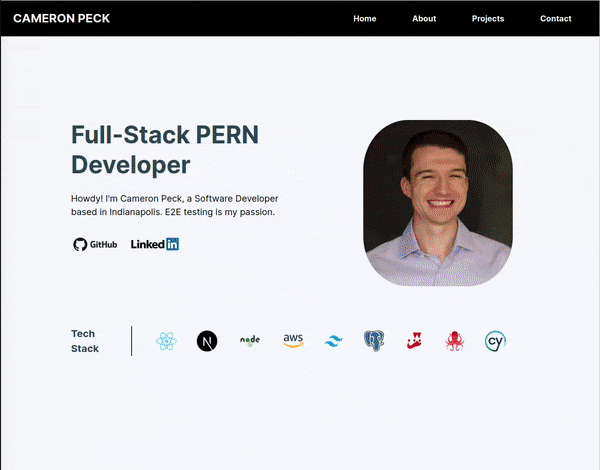 CAMERON PECK
Home About Projects Contact
Full-Stack PERN
Developer
Howdy! I'm Cameron Peck, a Software Developer
based in Indianapolis. E2E testing is my passion.
GitHub LinkedIn
Tech
Stack
N node aws cy